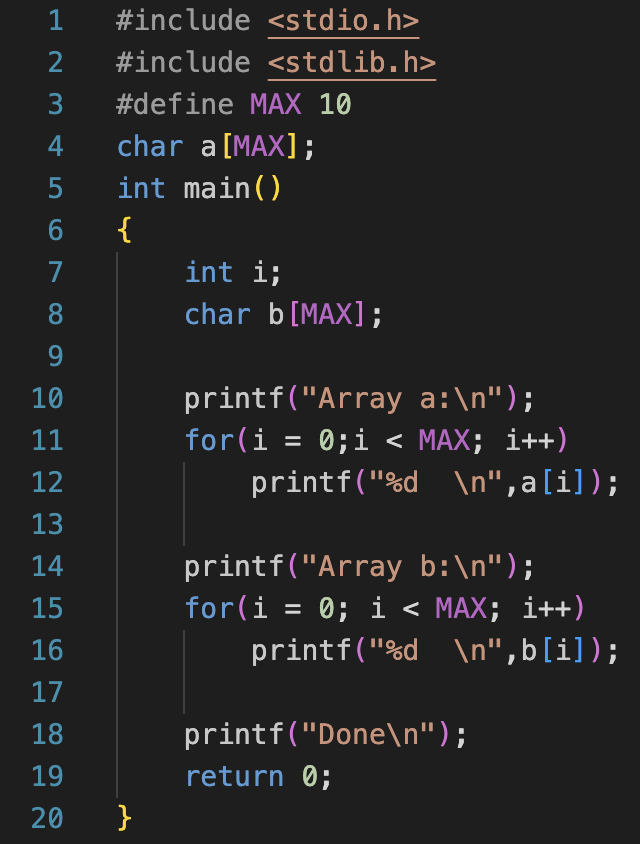 1 #include <stdio.h>
2 #include <stdlib.h>
3 #define MAX 10
4 char a[MAX];
5 int main()
6 {
7     int i;
8     char b[MAX];
9
10     printf("Array a:\n");
11     for(i = 0;i < MAX; i++)
12         printf("%d  \n",a[i]);
13
14     printf("Array b:\n");
15     for(i = 0; i < MAX; i++)
16         printf("%d  \n",b[i]);
17
18     printf("Done\n");
19     return 0;
20 }